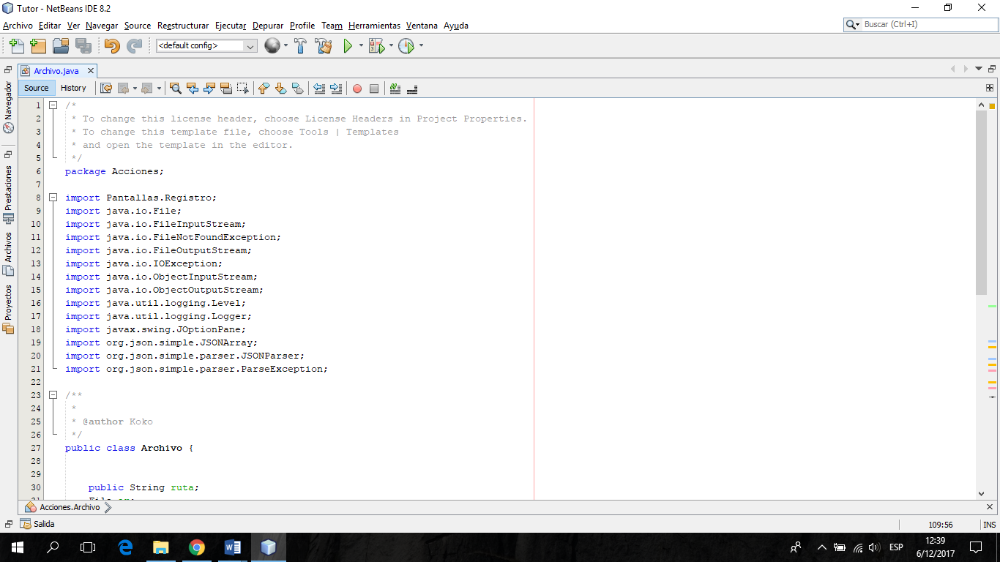 Tutor - NetBeans IDE 8.2
Archivo Editar Ver Navegar Source Reestructurar Ejecutar Depurar Profile Team Herramientas Ventana Ayuda
Buscar (Ctrl+I)
<default config>
Archivo.java
Source History
Navegador
Prestaciones
Archivos
Proyectos
1 /*
2 * To change this license header, choose License Headers in Project Properties.
3 * To change this template file, choose Tools | Templates
4 * and open the template in the editor.
5 */
6 package Acciones;
7
8 import Pantallas.Registro;
9 import java.io.File;
10 import java.io.FileInputStream;
11 import java.io.FileNotFoundException;
12 import java.io.FileOutputStream;
13 import java.io.IOException;
14 import java.io.ObjectInputStream;
15 import java.io.ObjectOutputStream;
16 import java.util.logging.Level;
17 import java.util.logging.Logger;
18 import javax.swing.JOptionPane;
19 import org.json.simple.JSONArray;
20 import org.json.simple.parser.JSONParser;
21 import org.json.simple.parser.ParseException;
22
23 /**
24 *
25 * @author Koko
26 */
27 public class Archivo {
28
29
30 public String ruta;
Acciones.Archivo
Salida
109:56 INS
ESP
12:39
6/12/2017